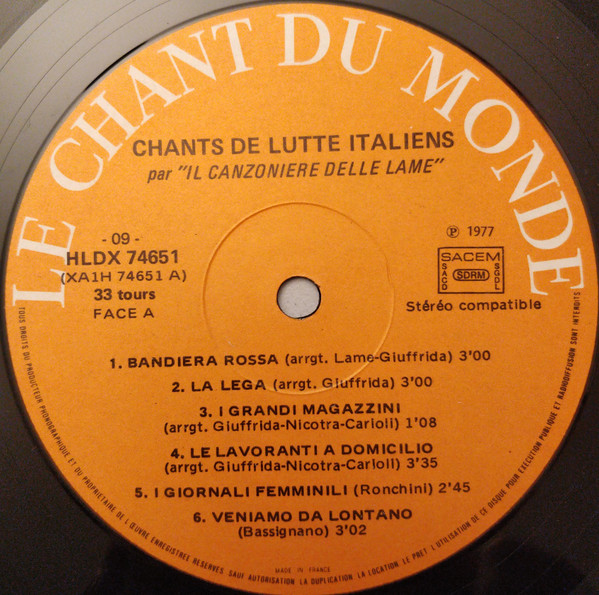 LE CHANT DU MONDE
CHANTS DE LUTTE ITALIENS
par "IL CANZONIERE DELLE LAME"
- 09 -
HLDX 74651
(XA1H 74651 A)
33 tours
FACE A
℗ 1977
SACEM
SACD SDRM SGDL
Stéréo compatible
1. BANDIERA ROSSA (arrgt. Lame-Giuffrida) 3'00
2. LA LEGA (arrgt. Giuffrida) 3'00
3. I GRANDI MAGAZZINI
(arrgt. Giuffrida-Nicotra-Carioli) 1'08
4. LE LAVORANTI A DOMICILIO
(arrgt. Giuffrida-Nicotra-Carioli) 3'35
5. I GIORNALI FEMMINILI (Ronchini) 2'45
6. VENIAMO DA LONTANO
(Bassignano) 3'02
MADE IN FRANCE
TOUS DROITS DU PRODUCTEUR PHONOGRAPHIQUE ET DU PROPRIETAIRE DE L'ŒUVRE ENREGISTREE RESERVES SAUF AUTORISATION LA DUPLICATION LA LOCATION LE PRET L'UTILISATION DE CE DISQUE POUR EXECUTION PUBLIQUE ET RADIODIFFUSION SONT INTERDITS